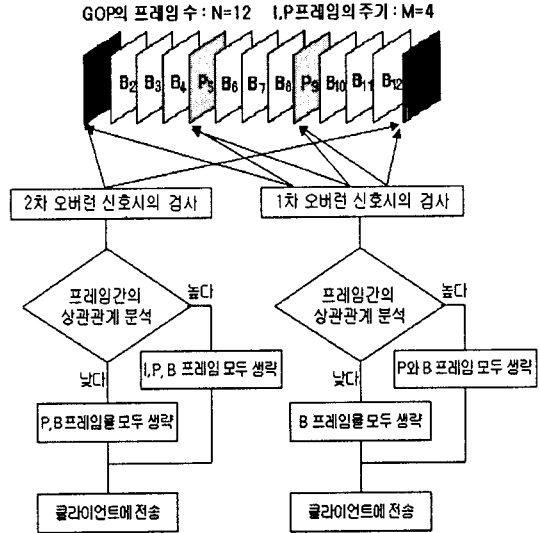 GOP의 프레임 수 : N=12 I,P프레임의 주기 : M=4
B2 B3 B4 P5 B6 B7 B8 P9 B10 B11 B12
2차 오버런 신호시의 검사
1차 오버런 신호시의 검사
프레임간의
상관관계 분석
높다
프레임간의
상관관계 분석
높다
낮다
I,P, B 프레임 모두 생략
낮다
P와 B 프레임 모두 생략
P,B프레임을 모두 생략
B 프레임을 모두 생략
클라이언트에 전송
클라이언트에 전송